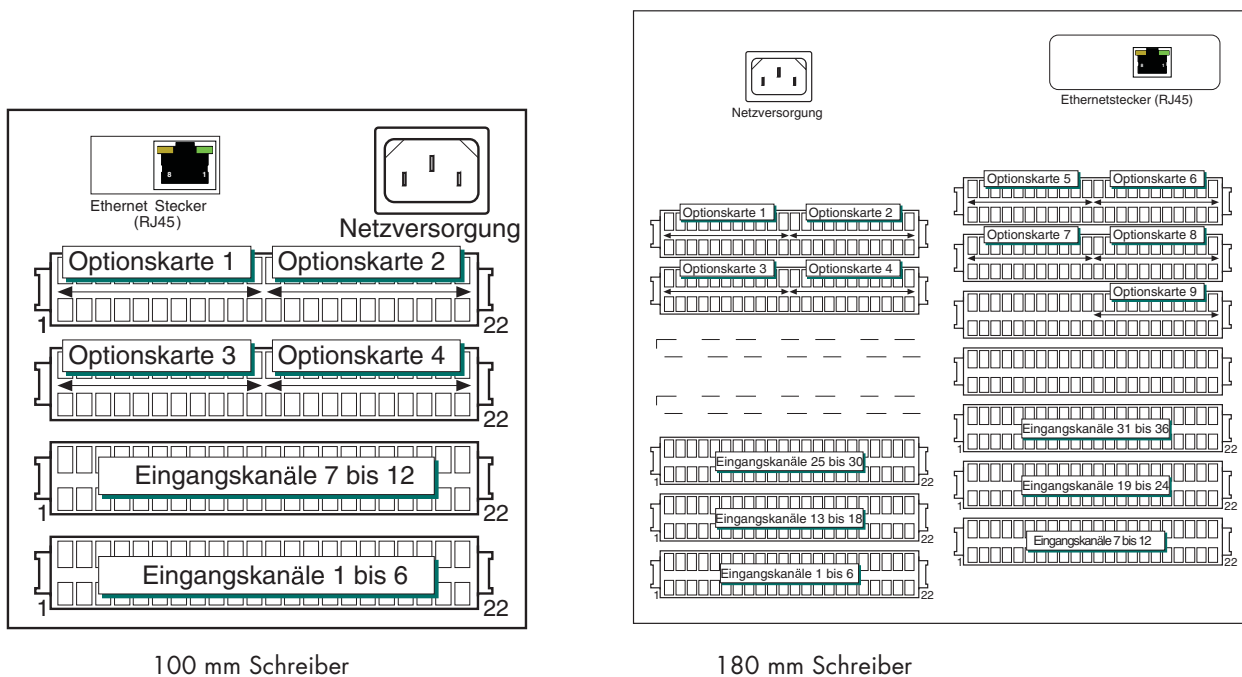 8 1
Ethernet Stecker
(RJ45)
Netzversorgung
Optionskarte 1 Optionskarte 2
1 22
Optionskarte 3 Optionskarte 4
22
Eingangskanäle 7 bis 12
1 22
Eingangskanäle 1 bis 6
1 22
100 mm Schreiber
Netzversorgung
8 1
Ethernetstecker (RJ45)
Optionskarte 1 Optionskarte 2
Optionskarte 3 Optionskarte 4
Eingangskanäle 25 bis 30
22
Eingangskanäle 13 bis 18
1 22
Eingangskanäle 1 bis 6
1 22
Optionskarte 5 Optionskarte 6
Optionskarte 7 Optionskarte 8
Optionskarte 9
Eingangskanäle 31 bis 36
22
Eingangskanäle 19 bis 24
1 22
Eingangskanäle 7 bis 12
1 22
180 mm Schreiber